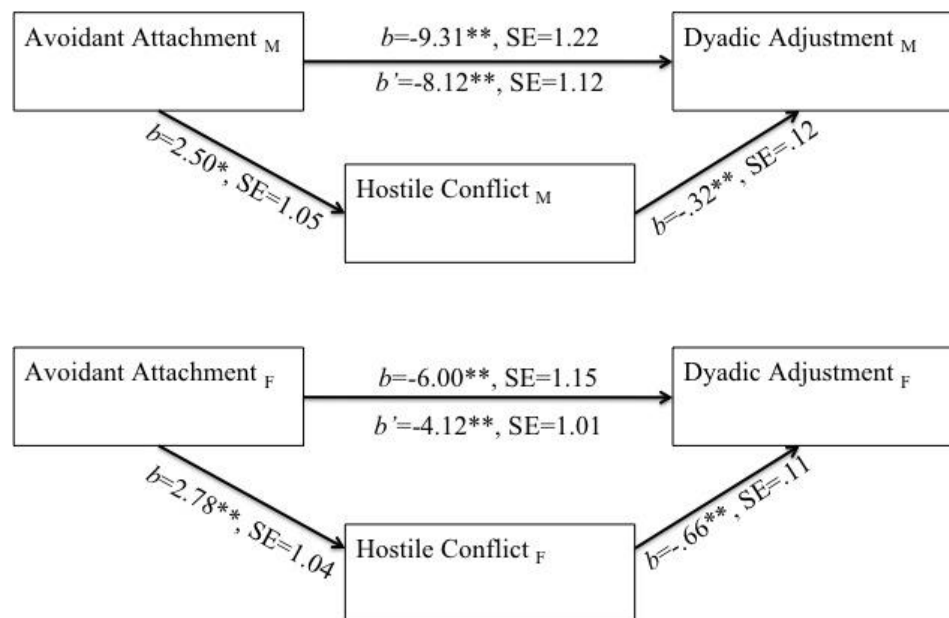 Avoidant Attachment M
b=-9.31**, SE=1.22
b'=-8.12**, SE=1.12
Dyadic Adjustment M
b=2.50*, SE=1.05
Hostile Conflict M
b=-.32** , SE=.12
Avoidant Attachment F
b=-6.00**, SE=1.15
b'=-4.12**, SE=1.01
Dyadic Adjustment F
b=2.78**, SE=1.04
Hostile Conflict F
b=-.66** , SE=.11